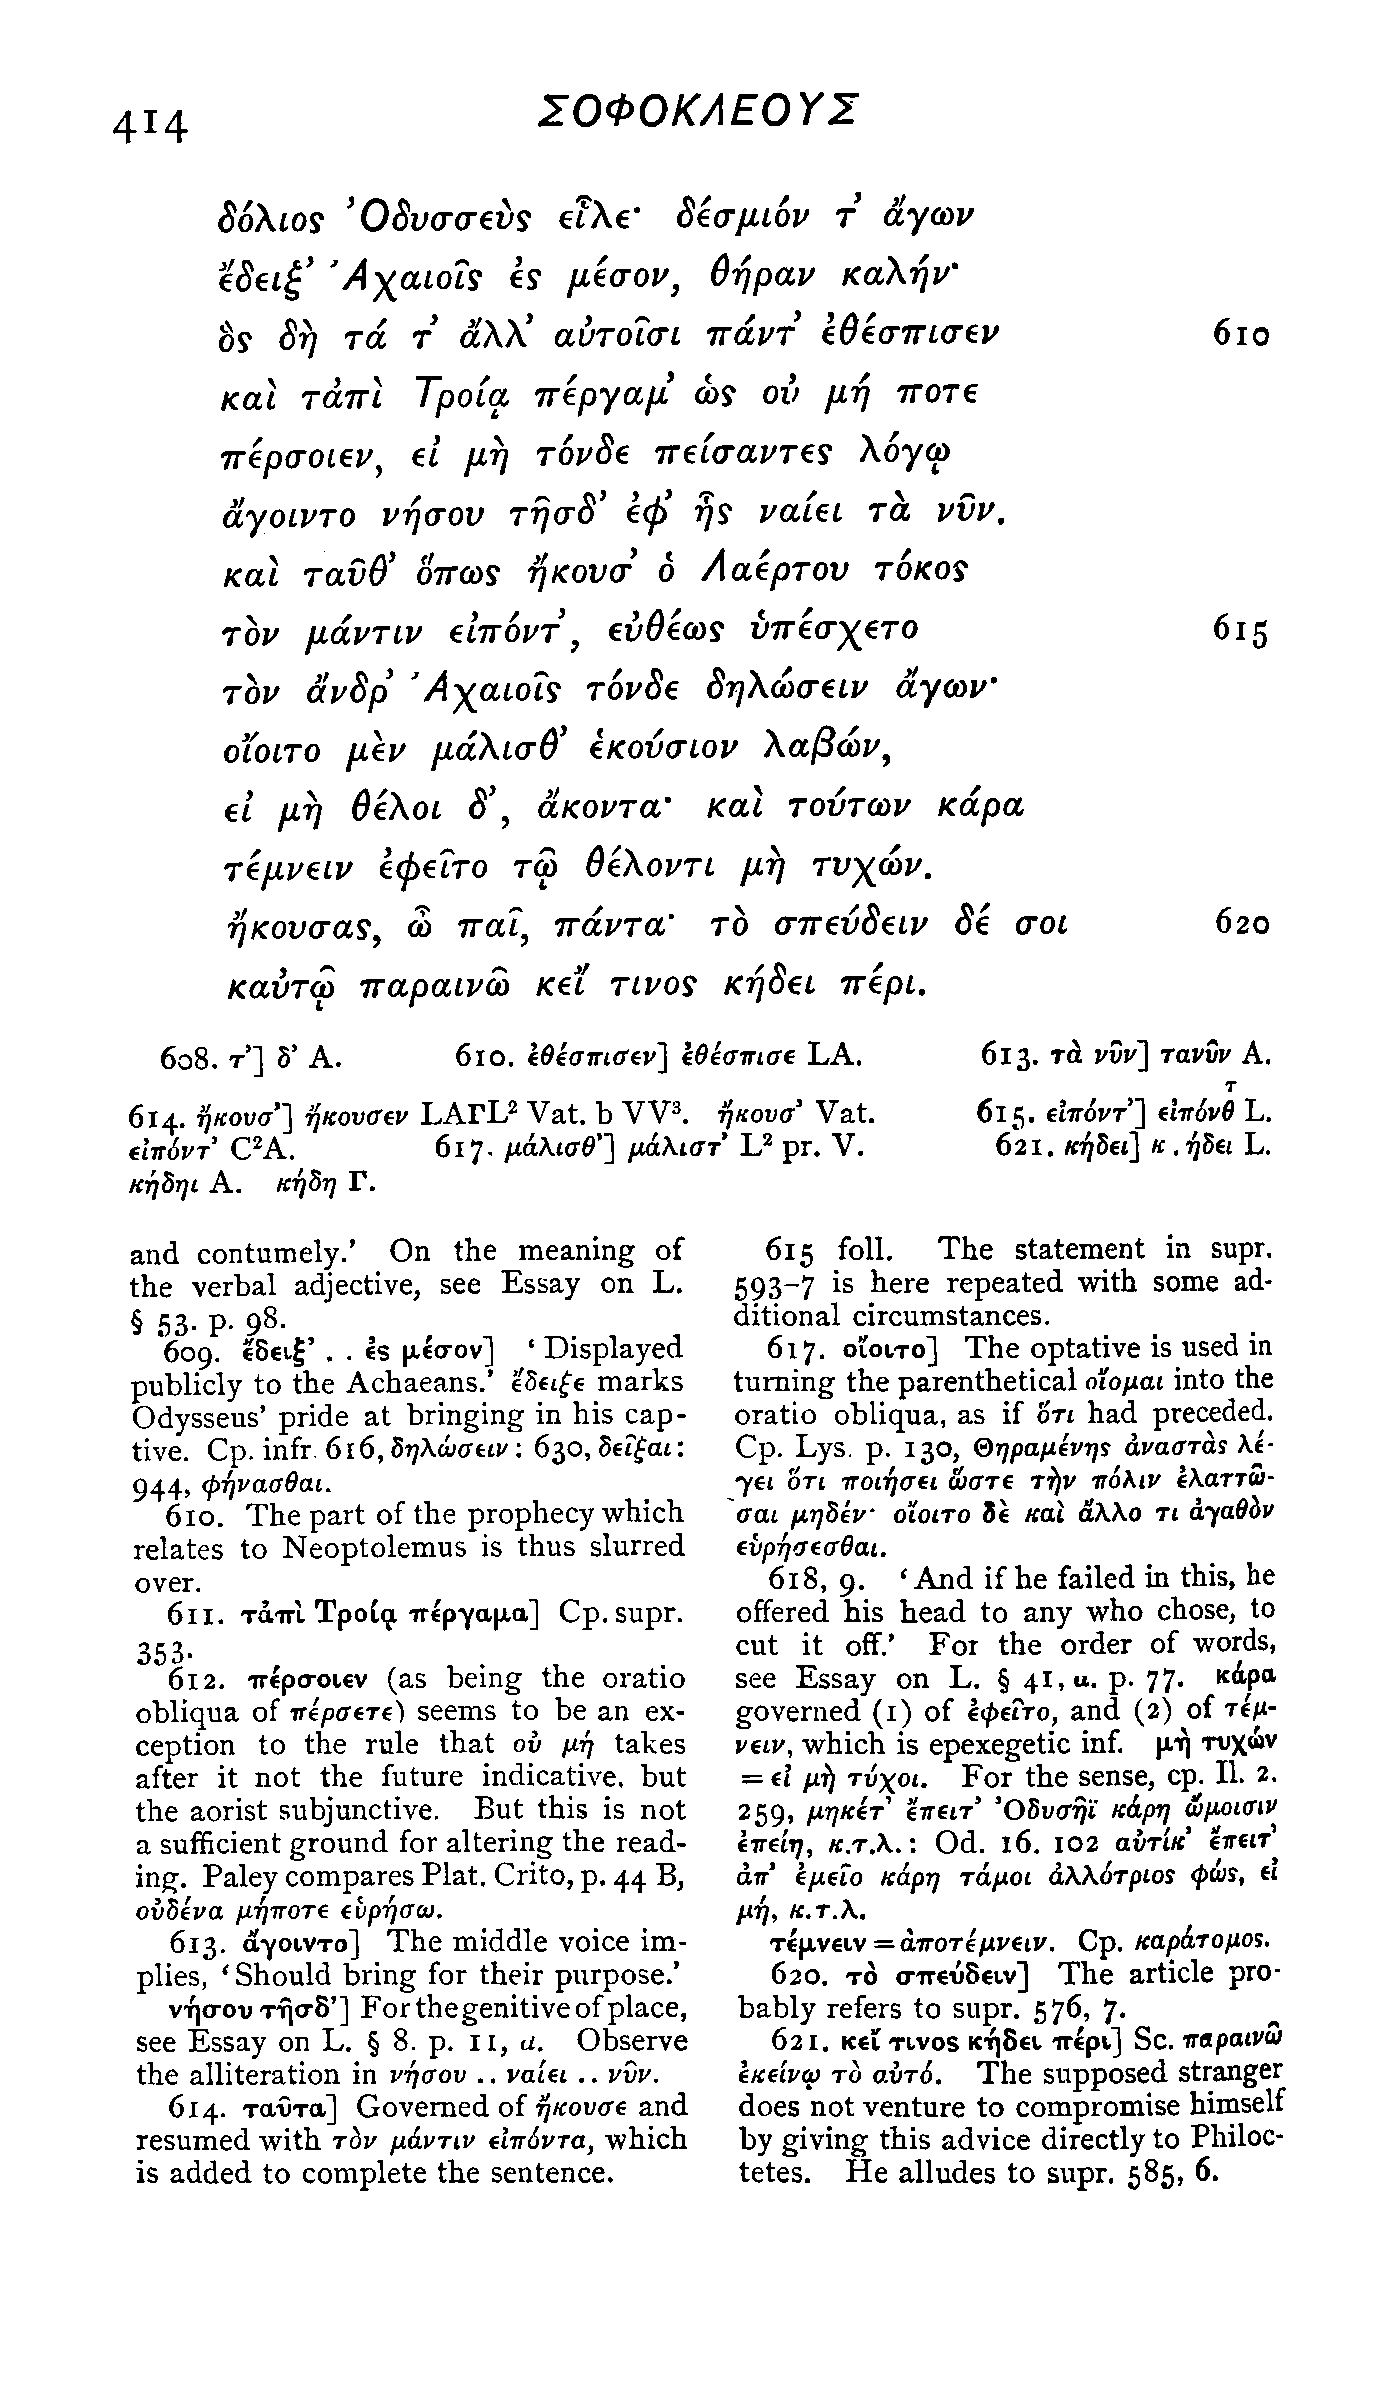 414
ΣΟΦΟΚΛΕΟΥΣ
δόλιος Ὀδυσσεὺς εἷλε· δέσμιόν τ’ ἄγων
ἔδειξ’ Ἀχαιοῖς ἐς μέσον, θήραν καλήν·
ὃς δὴ τά τ’ ἄλλ’ αὐτοῖσι πάντ’ ἐθέσπισεν 610
καὶ τἀπὶ Τροίᾳ πέργαμ’ ὡς οὐ μή ποτε
πέρσοιεν, εἰ μὴ τόνδε πείσαντες λόγῳ
ἄγοιντο νήσου τῆσδ’ ἐφ’ ἧς ναίει τὰ νῦν.
καὶ ταῦθ’ ὅπως ἤκουσ’ ὁ Λαέρτου τόκος
τὸν μάντιν εἰπόντ’, εὐθέως ὑπέσχετο 615
τὸν ἄνδρ’ Ἀχαιοῖς τόνδε δηλώσειν ἄγων·
οἴοιτο μὲν μάλισθ’ ἑκούσιον λαβών,
εἰ μὴ θέλοι δ’, ἄκοντα· καὶ τούτων κάρα
τέμνειν ἐφεῖτο τῷ θέλοντι μὴ τυχών.
ἤκουσας, ὦ παῖ, πάντα· τὸ σπεύδειν δέ σοι 620
καὐτῷ παραινῶ κεἴ τινος κήδει πέρι.
608. τ’] δ’ A. 610. ἐθέσπισεν] ἐθέσπισε LA. 613. τὰ νῦν] τανῦν A.
614. ἤκουσ’] ἤκουσεν LAΓL² Vat. b VV³. ἤκουσ’ Vat. 615. εἰπόντ’] εἰπόνθ L.
τ
εἰπόντ’ C²A. 617. μάλισθ’] μάλιστ’ L² pr. V. 621. κήδει] κ . ήδει L.
κήδηι A. κήδη Γ.
and contumely.’ On the meaning of
the verbal adjective, see Essay on L.
§ 53. p. 98.
609. ἔδειξ’ . . ἐς μέσον] ‘Displayed
publicly to the Achaeans.’ ἔδειξε marks
Odysseus’ pride at bringing in his cap-
tive. Cp. infr. 616, δηλώσειν: 630, δεῖξαι:
944, φήνασθαι.
610. The part of the prophecy which
relates to Neoptolemus is thus slurred
over.
611. τἀπὶ Τροίᾳ πέργαμα] Cp. supr.
353.
612. πέρσοιεν (as being the oratio
obliqua of πέρσετε) seems to be an ex-
ception to the rule that οὐ μή takes
after it not the future indicative, but
the aorist subjunctive. But this is not
a sufficient ground for altering the read-
ing. Paley compares Plat. Crito, p. 44 B,
οὐδένα μήποτε εὑρήσω.
613. ἄγοιντο] The middle voice im-
plies, ‘Should bring for their purpose.’
νήσου τῆσδ’] For the genitive of place,
see Essay on L. § 8. p. 11, d. Observe
the alliteration in νήσου .. ναίει .. νῦν.
614. ταῦτα] Governed of ἤκουσε and
resumed with τὸν μάντιν εἰπόντα, which
is added to complete the sentence.
615 foll. The statement in supr.
593–7 is here repeated with some ad-
ditional circumstances.
617. οἴοιτο] The optative is used in
turning the parenthetical οἴομαι into the
oratio obliqua, as if ὅτι had preceded.
Cp. Lys. p. 130, Θηραμένης ἀναστὰς λέ-
γει ὅτι ποιήσει ὥστε τὴν πόλιν ἐλαττῶ-
σαι μηδέν· οἴοιτο δὲ καὶ ἄλλο τι ἀγαθὸν
εὑρήσεσθαι.
618, 9. ‘And if he failed in this, he
offered his head to any who chose, to
cut it off.’ For the order of words,
see Essay on L. § 41, α. p. 77. κάρα
governed (1) of ἐφεῖτο, and (2) of τέμ-
νειν, which is epexegetic inf. μὴ τυχών
= εἰ μὴ τύχοι. For the sense, cp. Il. 2.
259, μηκέτ’ ἔπειτ’ Ὀδυσῆϊ κάρη ὤμοισιν
ἐπείη, κ.τ.λ.: Od. 16. 102 αὐτίκ’ ἔπειτ’
ἀπ’ ἐμεῖο κάρη τάμοι ἀλλότριος φώς, εἰ
μή, κ.τ.λ.
τέμνειν = ἀποτέμνειν. Cp. καράτομος.
620. τὸ σπεύδειν] The article pro-
bably refers to supr. 576, 7.
621. κεἴ τινος κήδει πέρι] Sc. παραινῶ
ἐκείνῳ τὸ αὐτό. The supposed stranger
does not venture to compromise himself
by giving this advice directly to Philoc-
tetes. He alludes to supr. 585, 6.